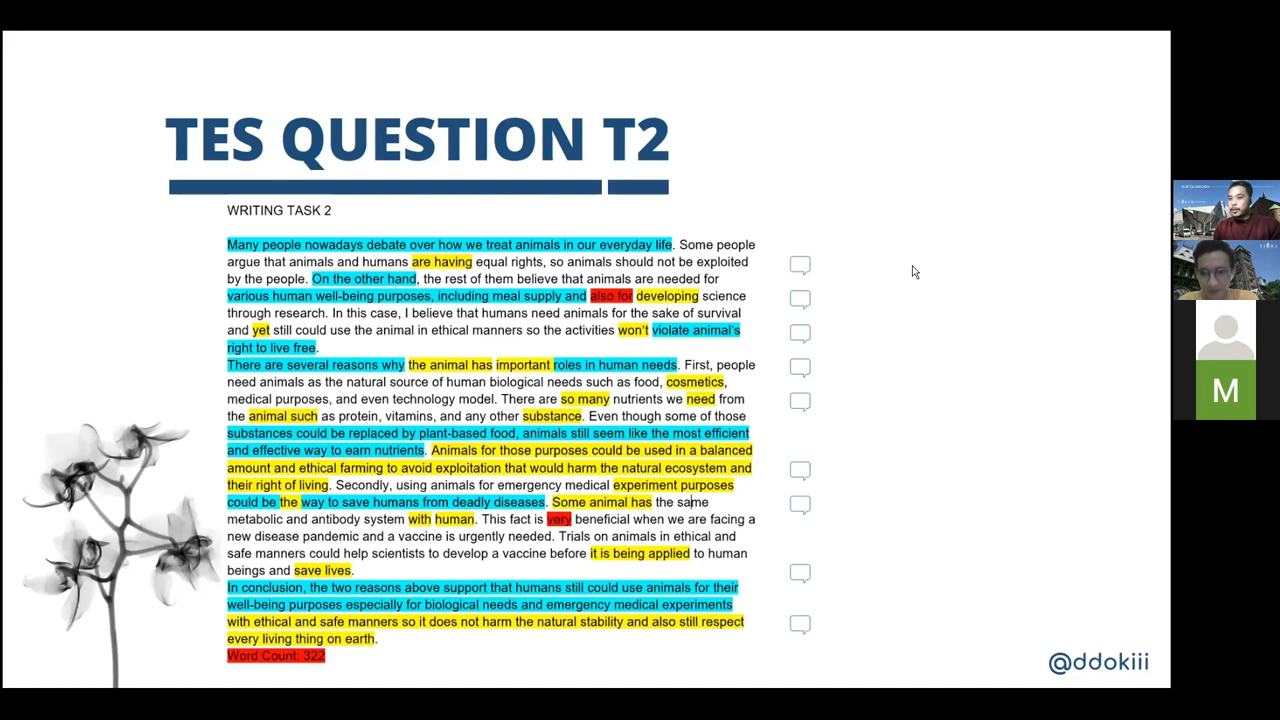 TES QUESTION T2
WRITING TASK 2
Many people nowadays debate over how we treat animals in our everyday life. Some people
argue that animals and humans are having equal rights, so animals should not be exploited
by the people. On the other hand, the rest of them believe that animals are needed for
various human well-being purposes, including meal supply and also for developing science
through research. In this case, I believe that humans need animals for the sake of survival
and yet still could use the animal in ethical manners so the activities won't violate animal's
right to live free.
There are several reasons why the animal has important roles in human needs. First, people
need animals as the natural source of human biological needs such as food, cosmetics,
medical purposes, and even technology model. There are so many nutrients we need from
the animal such as protein, vitamins, and any other substance. Even though some of those
substances could be replaced by plant-based food, animals still seem like the most efficient
and effective way to earn nutrients. Animals for those purposes could be used in a balanced
amount and ethical farming to avoid exploitation that would harm the natural ecosystem and
their right of living. Secondly, using animals for emergency medical experiment purposes
could be the way to save humans from deadly diseases. Some animal has the same
metabolic and antibody system with human. This fact is very beneficial when we are facing a
new disease pandemic and a vaccine is urgently needed. Trials on animals in ethical and
safe manners could help scientists to develop a vaccine before it is being applied to human
beings and save lives.
In conclusion, the two reasons above support that humans still could use animals for their
well-being purposes especially for biological needs and emergency medical experiments
with ethical and safe manners so it does not harm the natural stability and also still respect
every living thing on earth.
Word Count: 322
@ddokiii
M